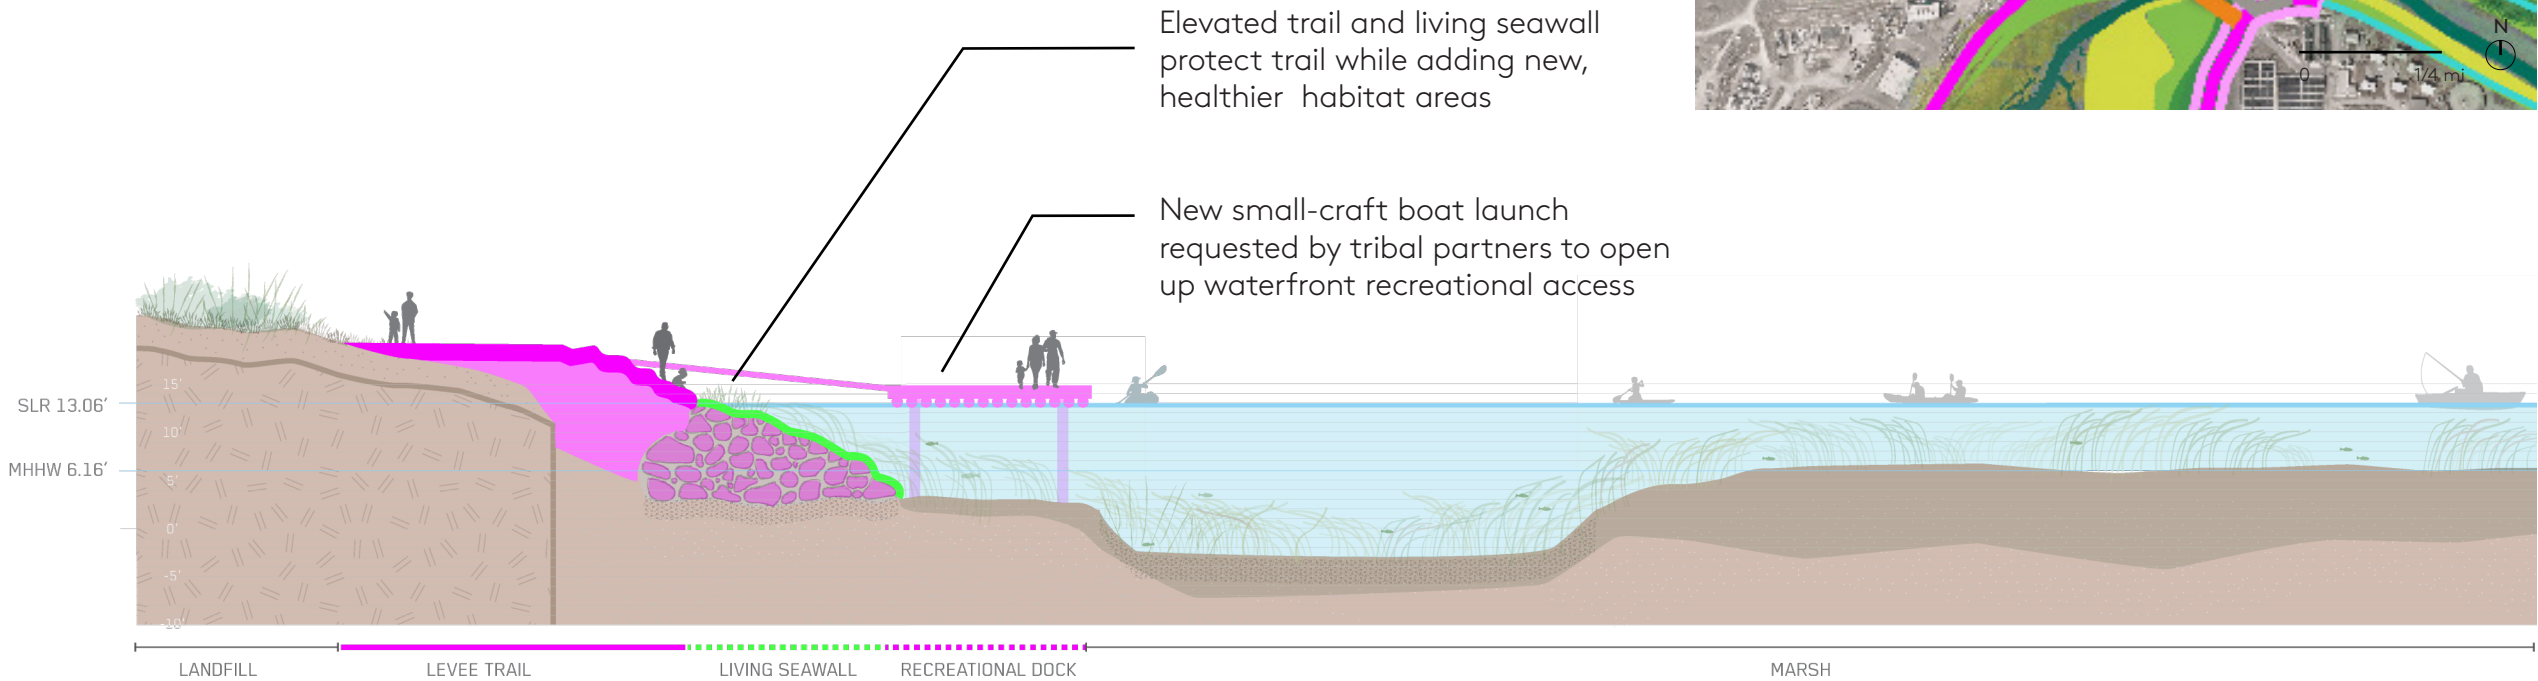 Elevated trail and living seawall
protect trail while adding new,
healthier  habitat areas
N
0
1/4 mi
New small-craft boat launch
requested by tribal partners to open
up waterfront recreational access
15'
SLR 13.06'
10'
MHHW 6.16'
5'
0'
-5'
-10'
LANDFILL
LEVEE TRAIL
LIVING SEAWALL
RECREATIONAL DOCK
MARSH